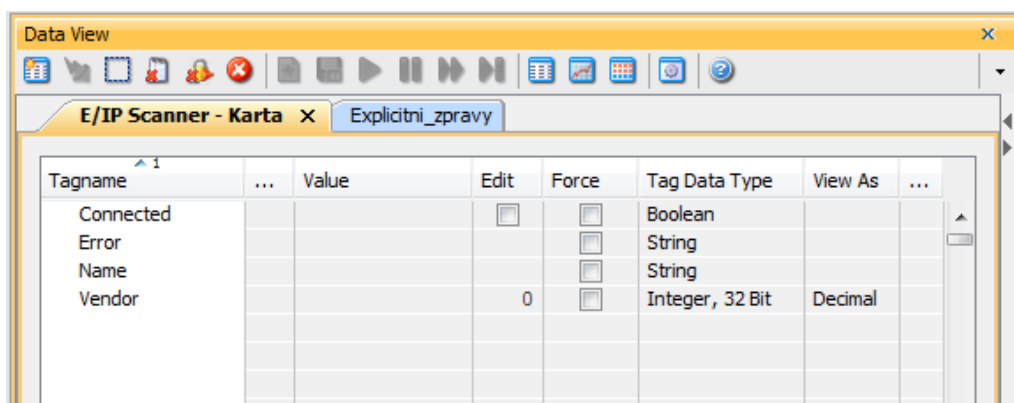 Data View
E/IP Scanner - Karta X Explicitni_zpravy
1
Tagname ... Value Edit Force Tag Data Type View As ...
Connected Boolean
Error String
Name String
Vendor 0 Integer, 32 Bit Decimal